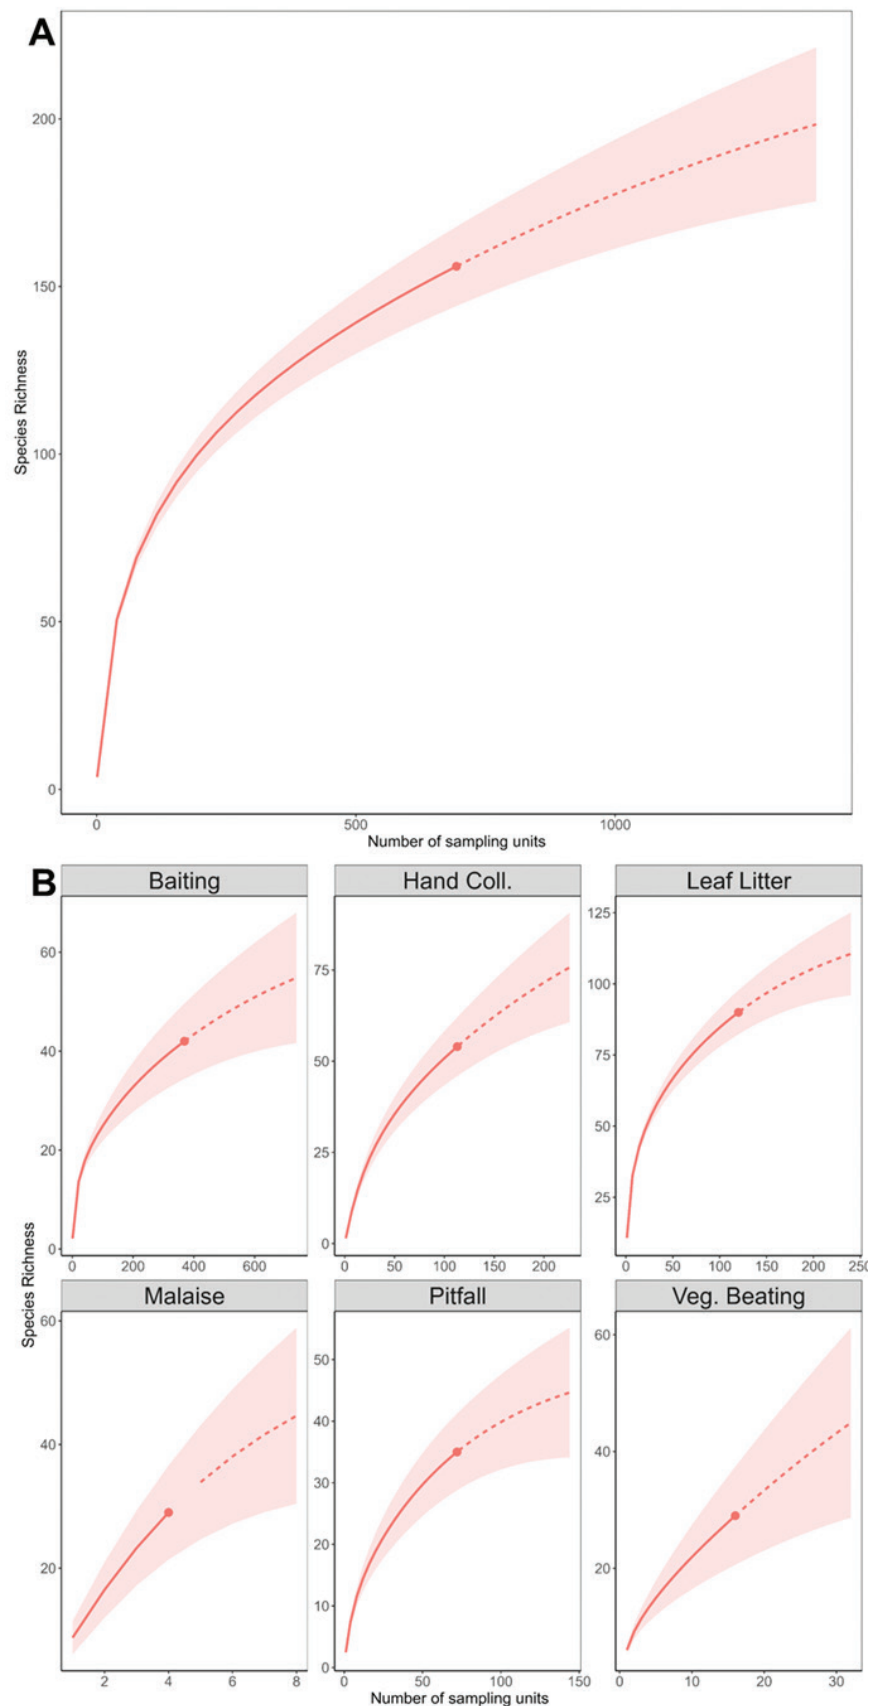 A
200
150
100
50
0
Species Richness
0 500 1000
Number of sampling units
B
Baiting Hand Coll. Leaf Litter
60
40
20
0
75
50
25
0
125
100
75
50
25
0 200 400 600
0 50 100 150 200
0 50 100 150 200 250
Species Richness
Malaise Pitfall Veg. Beating
60
40
20
50
40
30
20
10
0
60
40
20
2 4 6 8
0 50 100 150
0 10 20 30
Number of sampling units